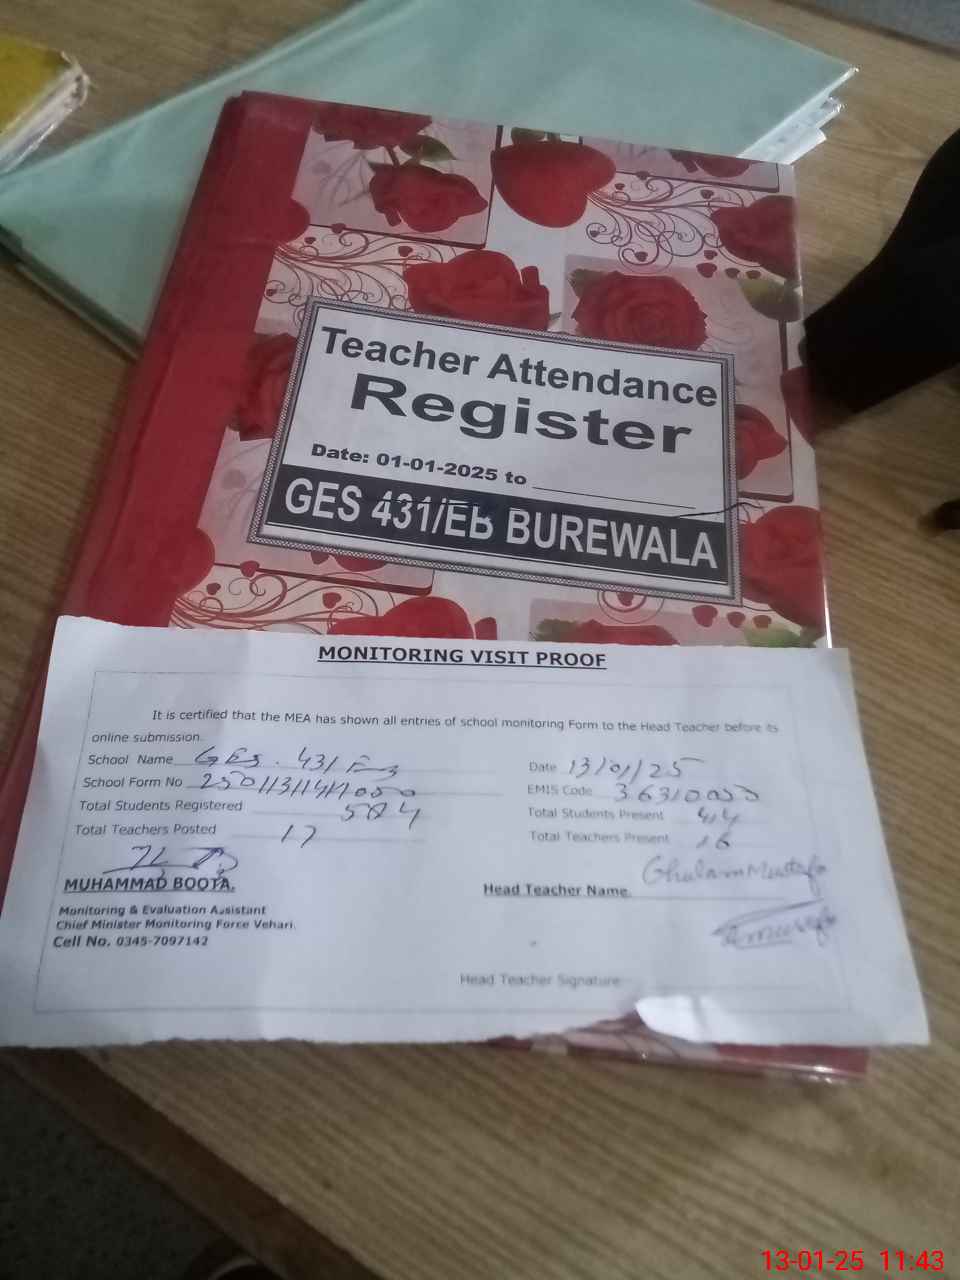 Teacher Attendance
Register
Date: 01-01-2025 to
GES 431/EB BUREWALA
MONITORING VISIT PROOF
It is certified that the MEA has shown all entries of school monitoring Form to the Head Teacher before its
online submission.
School Name GES. 431 EB
Date 13/01/25
School Form No
EMIS Code
Total Students Registered
Total Students Present 414
Total Teachers Posted 17
Total Teachers Present 16
MUHAMMAD BOOTA.
Head Teacher Name. Ghulam Mustafa
Monitoring & Evaluation Assistant
Chief Minister Monitoring Force Vehari.
Cell No. 0345-7097142
Head Teacher Signature
13-01-25 11:43